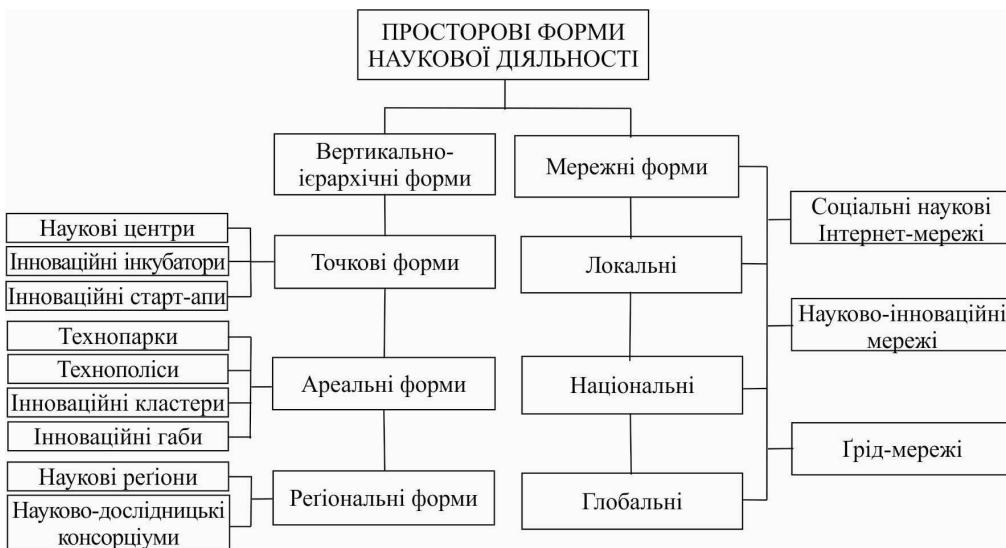 ПРОСТОРОВІ ФОРМИ
НАУКОВОЇ ДІЯЛЬНОСТІ
Вертикально-
ієрархічні форми
Мережні форми
Наукові центри
Інноваційні інкубатори
Інноваційні старт-апи
Точкові форми
Технопарки
Технополіси
Інноваційні кластери
Інноваційні габи
Ареальні форми
Наукові реґіони
Науково-дослідницькі
консорціуми
Реґіональні форми
Локальні
Національні
Глобальні
Соціальні наукові
Інтернет-мережі
Науково-інноваційні
мережі
Ґрід-мережі